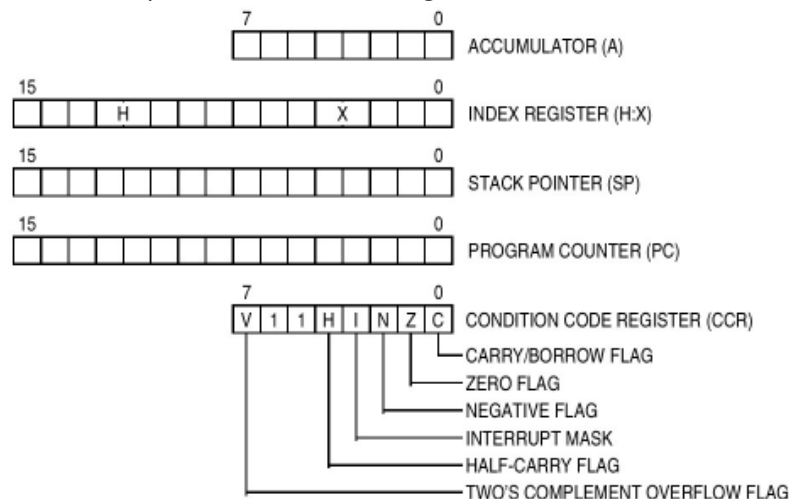 7 0
ACCUMULATOR (A)
15 0
H X INDEX REGISTER (H:X)
15 0
STACK POINTER (SP)
15 0
PROGRAM COUNTER (PC)
7 0
V 1 1 H I N Z C CONDITION CODE REGISTER (CCR)
CARRY/BORROW FLAG
ZERO FLAG
NEGATIVE FLAG
INTERRUPT MASK
HALF-CARRY FLAG
TWO'S COMPLEMENT OVERFLOW FLAG